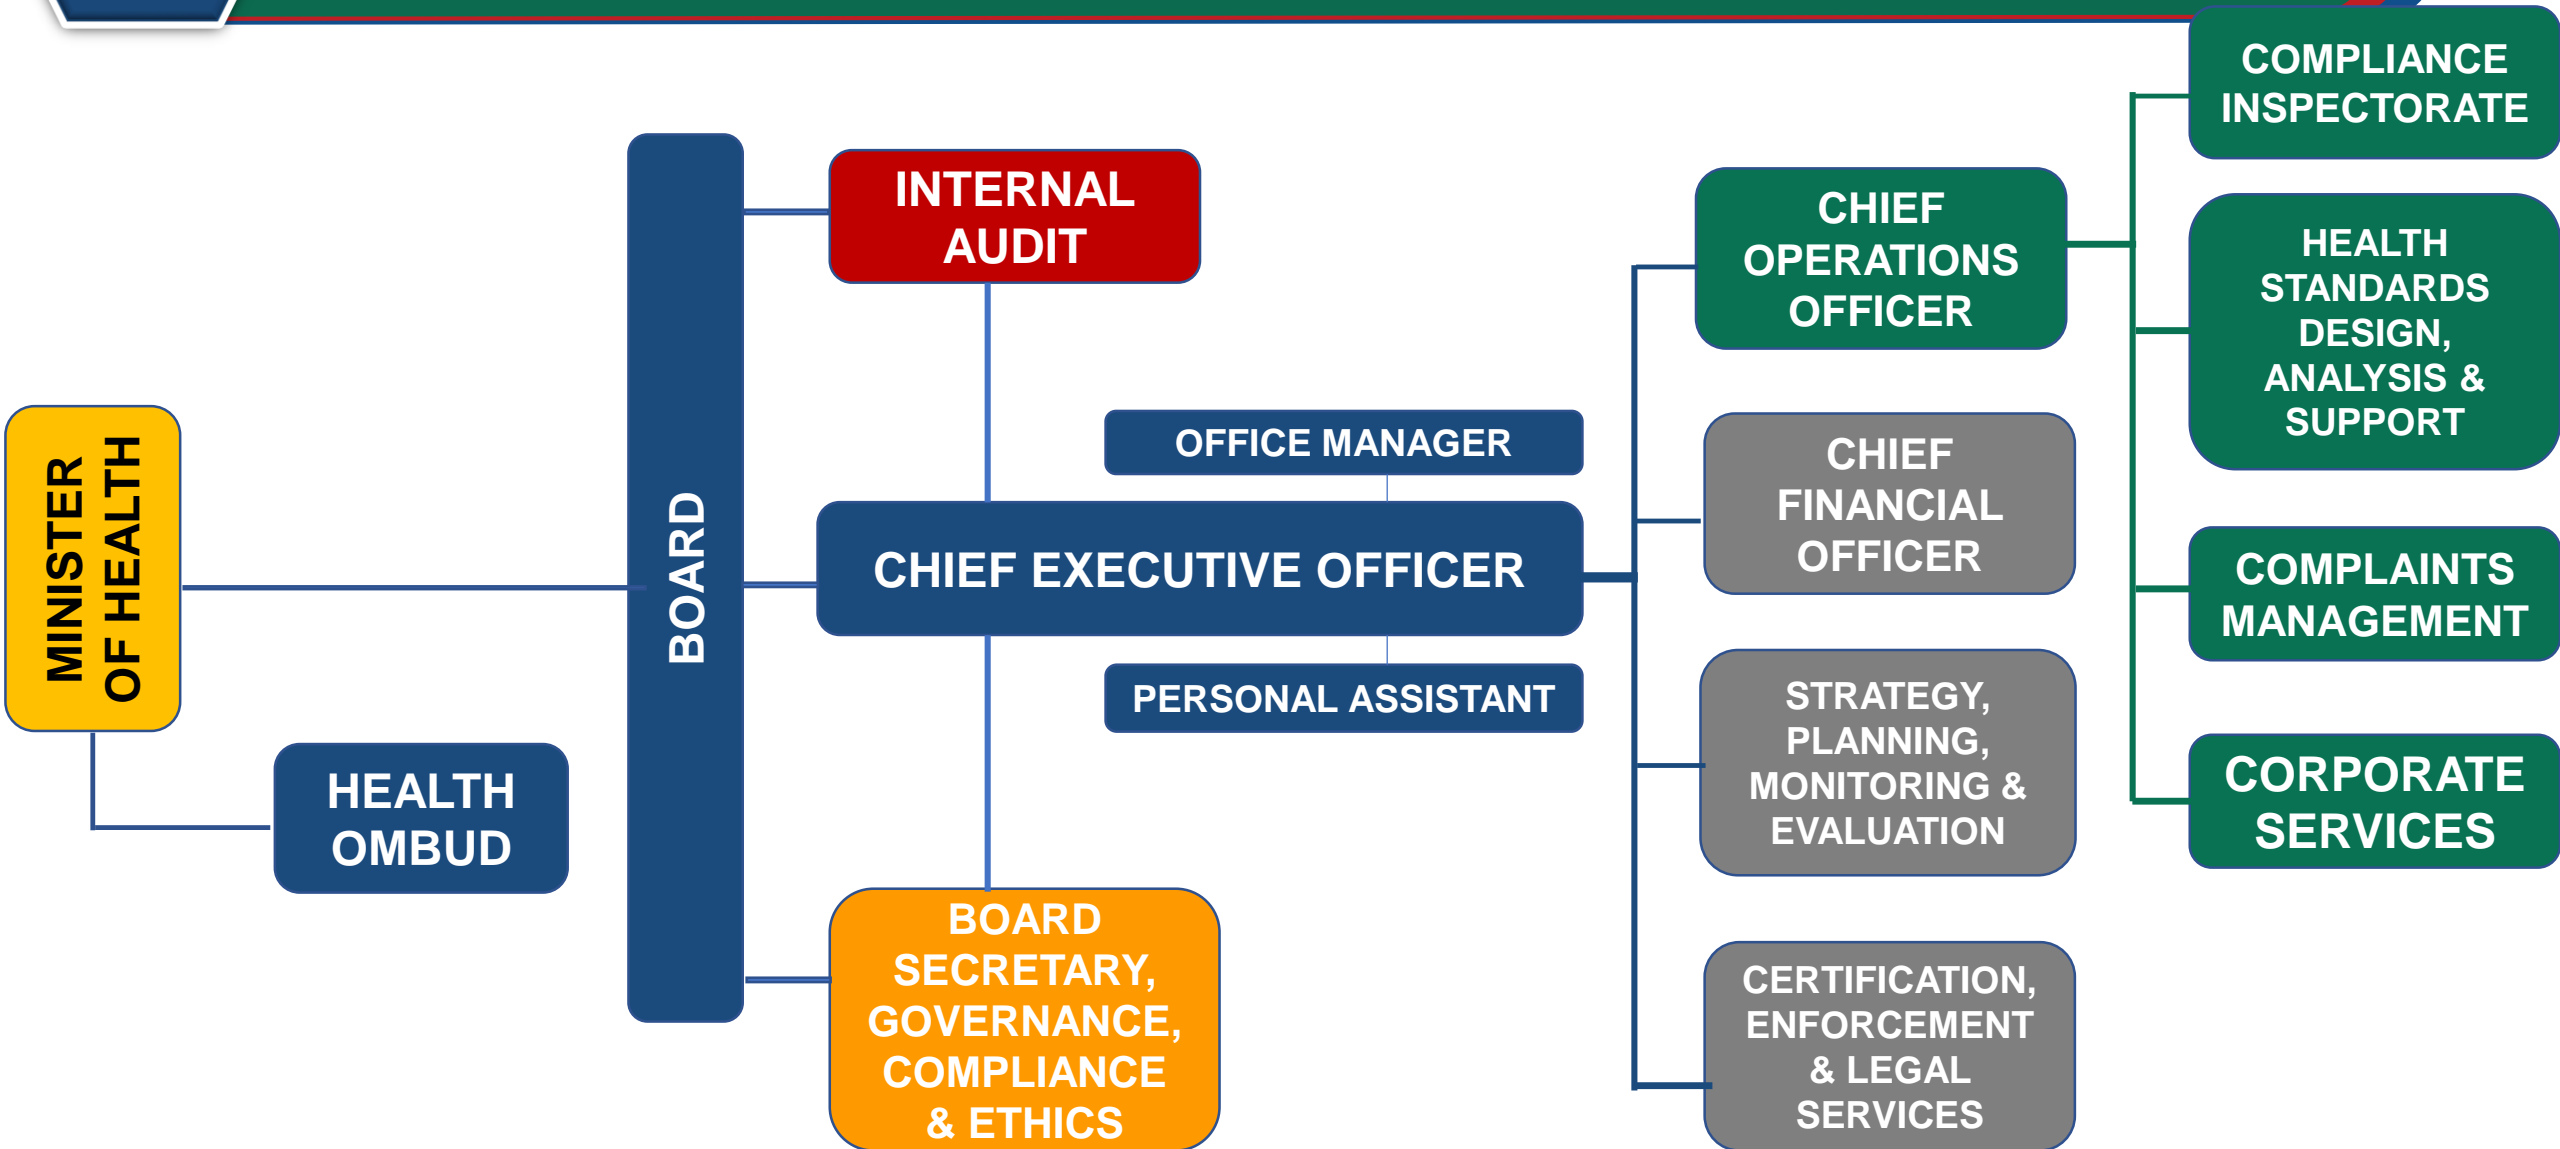 MINISTER
OF HEALTH
HEALTH
OMBUD
BOARD
INTERNAL
AUDIT
OFFICE MANAGER
CHIEF EXECUTIVE OFFICER
PERSONAL ASSISTANT
BOARD
SECRETARY,
GOVERNANCE,
COMPLIANCE
& ETHICS
CHIEF
OPERATIONS
OFFICER
CHIEF
FINANCIAL
OFFICER
STRATEGY,
PLANNING,
MONITORING &
EVALUATION
CERTIFICATION,
ENFORCEMENT
& LEGAL
SERVICES
COMPLIANCE
INSPECTORATE
HEALTH
STANDARDS
DESIGN,
ANALYSIS &
SUPPORT
COMPLAINTS
MANAGEMENT
CORPORATE
SERVICES